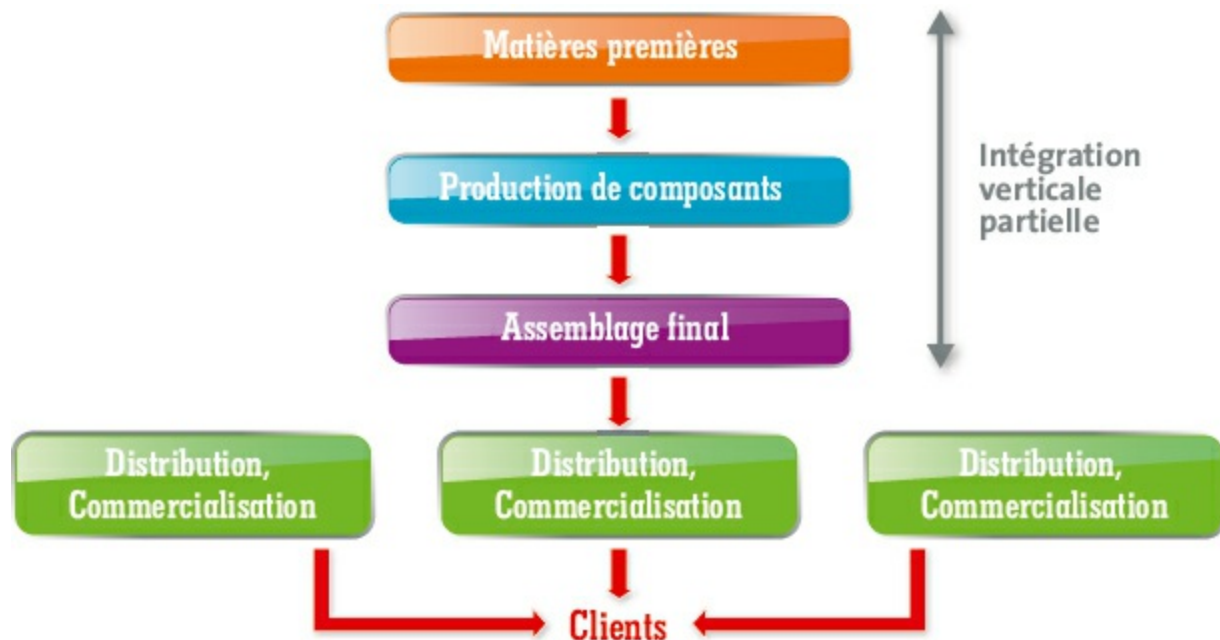 Matières premières
Production de composants
Assemblage final
Intégration
verticale
partielle
Distribution,
Commercialisation
Distribution,
Commercialisation
Distribution,
Commercialisation
Clients